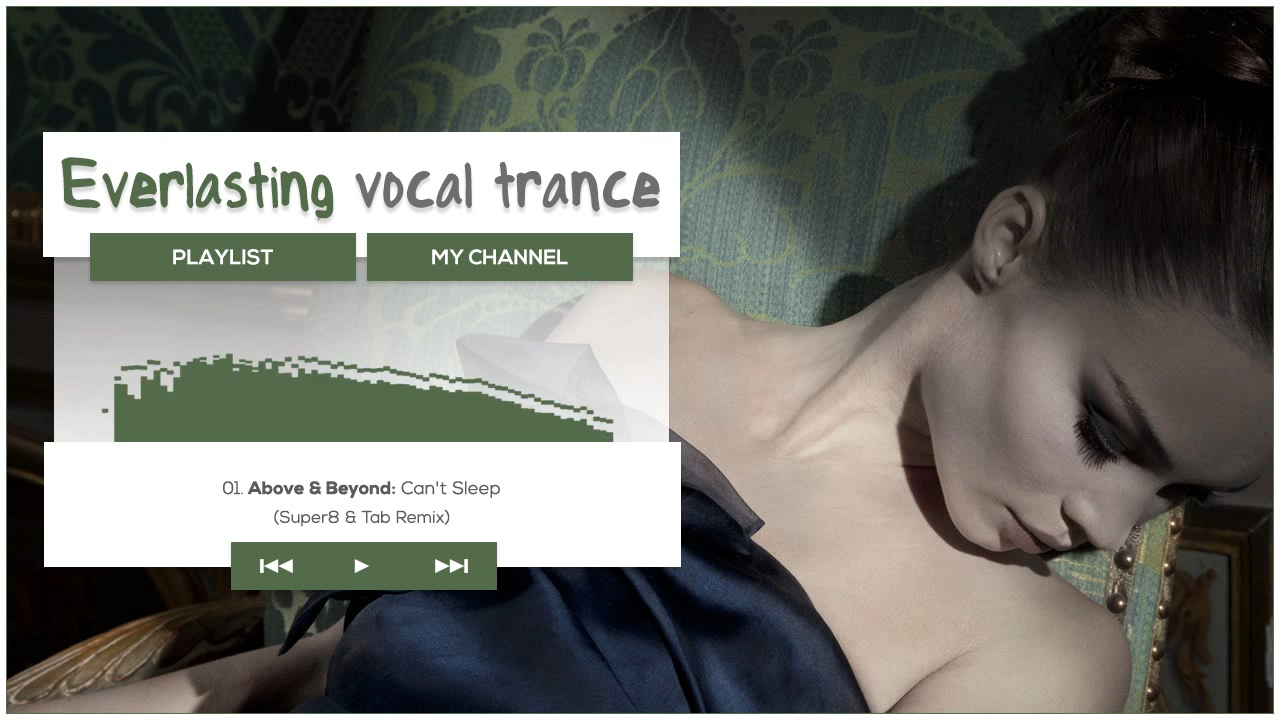 Everlasting vocal trance
PLAYLIST MY CHANNEL
01. Above & Beyond: Can't Sleep
(Super8 & Tab Remix)